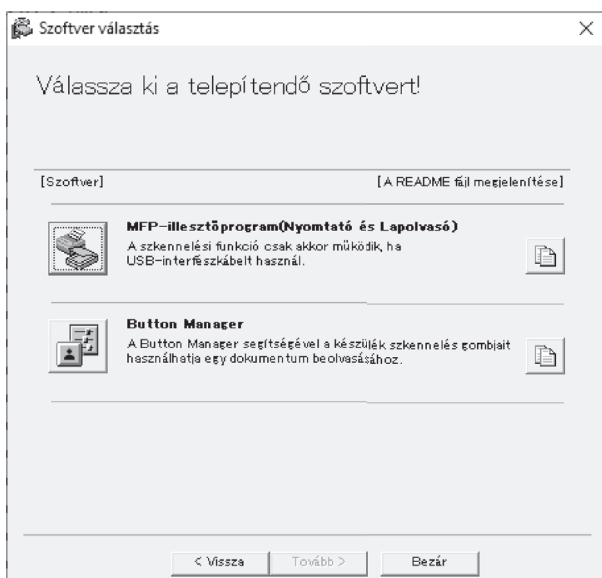 Szoftver választás
Válassza ki a telepítendő szoftvert!
[Szoftver] [A README fájl megjelenítése]
MFP-illesztőprogram(Nyomtató és Lapolvasó)
A szkennelési funkció csak akkor működik, ha
USB-interfészkábelt használ.
Button Manager
A Button Manager segítségével a készülék szkennelés gombjait
használhatja egy dokumentum beolvasásához.
< Vissza Tovább > Bezár